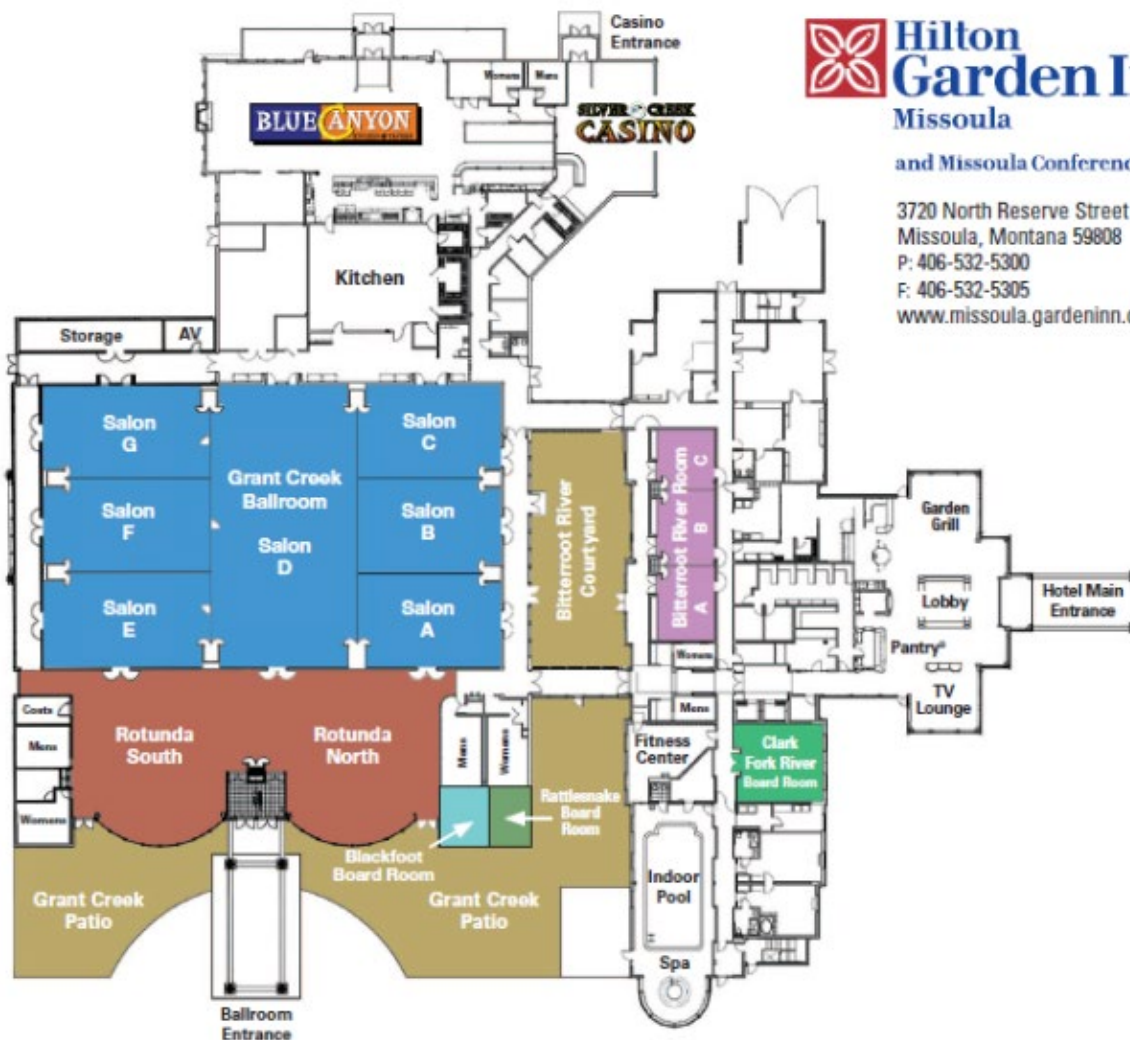 Casino
Entrance
Hilton
Garden I
Missoula
and Missoula Conferenc
3720 North Reserve Street
Missoula, Montana 59808
P: 406-532-5300
F: 406-532-5305
www.missoula.gardeninn.c
Womens
Mens
BLUE CANYON
SILVER CREEK
CASINO
Kitchen
Storage
AV
Salon
G
Salon
C
Grant Creek
Ballroom
Salon
D
Salon
F
Salon
B
Salon
E
Salon
A
Bitterroot River
Courtyard
Bitterroot River Room
A
B
C
Garden
Grill
Lobby
Hotel Main
Entrance
Pantry®
TV
Lounge
Womens
Mens
Coats
Mens
Womens
Rotunda
South
Rotunda
North
Mens
Womens
Fitness
Center
Clark
Fork River
Board Room
Rattlesnake
Board
Room
Blackfoot
Board Room
Grant Creek
Patio
Grant Creek
Patio
Indoor
Pool
Spa
Ballroom
Entrance